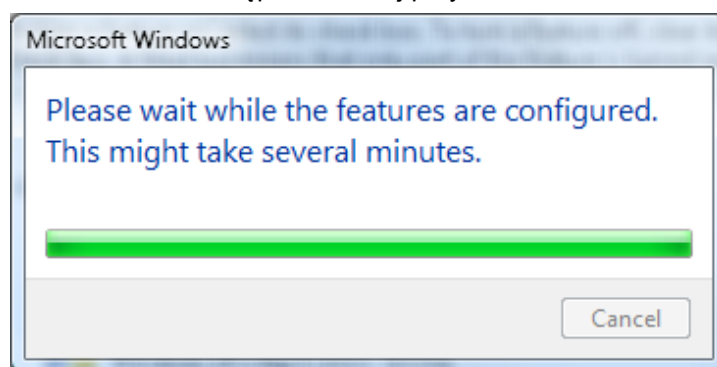 Microsoft Windows
Please wait while the features are configured.
This might take several minutes.
Cancel